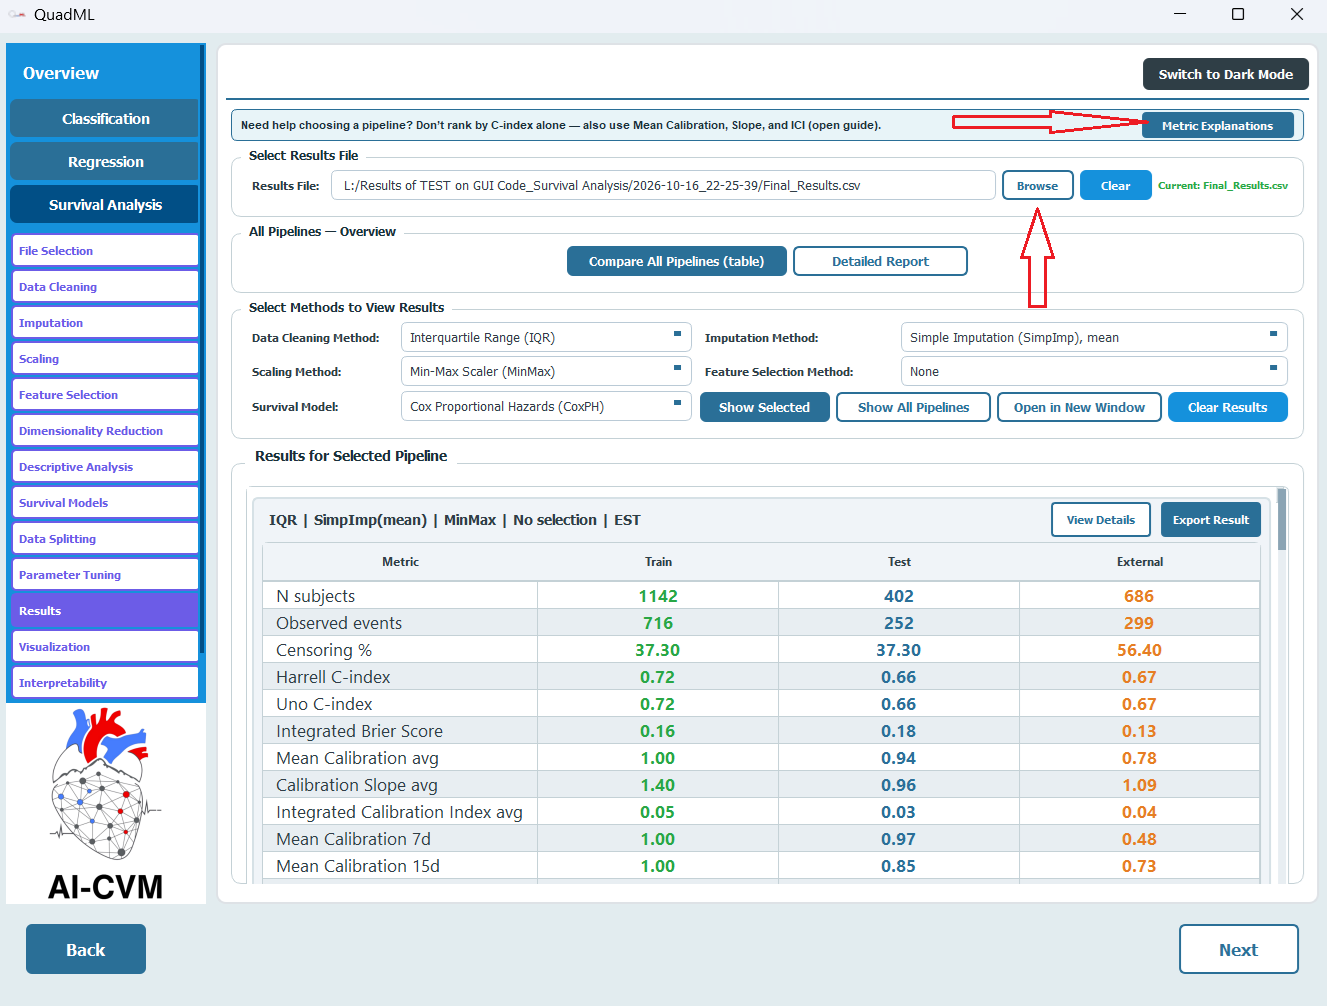 QuadML
Overview
Classification
Regression
Survival Analysis
File Selection
Data Cleaning
Imputation
Scaling
Feature Selection
Dimensionality Reduction
Descriptive Analysis
Survival Models
Data Splitting
Parameter Tuning
Results
Visualization
Interpretability
AI-CVM
Switch to Dark Mode
Need help choosing a pipeline? Don't rank by C-index alone — also use Mean Calibration, Slope, and ICI (open guide). Metric Explanations
Select Results File
Results File: L:/Results of TEST on GUI Code_Survival Analysis/2026-10-16_22-25-39/Final_Results.csv Browse Clear Current: Final_Results.csv
All Pipelines — Overview
Compare All Pipelines (table) Detailed Report
Select Methods to View Results
Data Cleaning Method: Interquartile Range (IQR) Imputation Method: Simple Imputation (SimpImp), mean
Scaling Method: Min-Max Scaler (MinMax) Feature Selection Method: None
Survival Model: Cox Proportional Hazards (CoxPH) Show Selected Show All Pipelines Open in New Window Clear Results
Results for Selected Pipeline
IQR | SimpImp(mean) | MinMax | No selection | EST View Details Export Result
Metric Train Test External
N subjects 1142 402 686
Observed events 716 252 299
Censoring % 37.30 37.30 56.40
Harrell C-index 0.72 0.66 0.67
Uno C-index 0.72 0.66 0.67
Integrated Brier Score 0.16 0.18 0.13
Mean Calibration avg 1.00 0.94 0.78
Calibration Slope avg 1.40 0.96 1.09
Integrated Calibration Index avg 0.05 0.03 0.04
Mean Calibration 7d 1.00 0.97 0.48
Mean Calibration 15d 1.00 0.85 0.73
Back Next